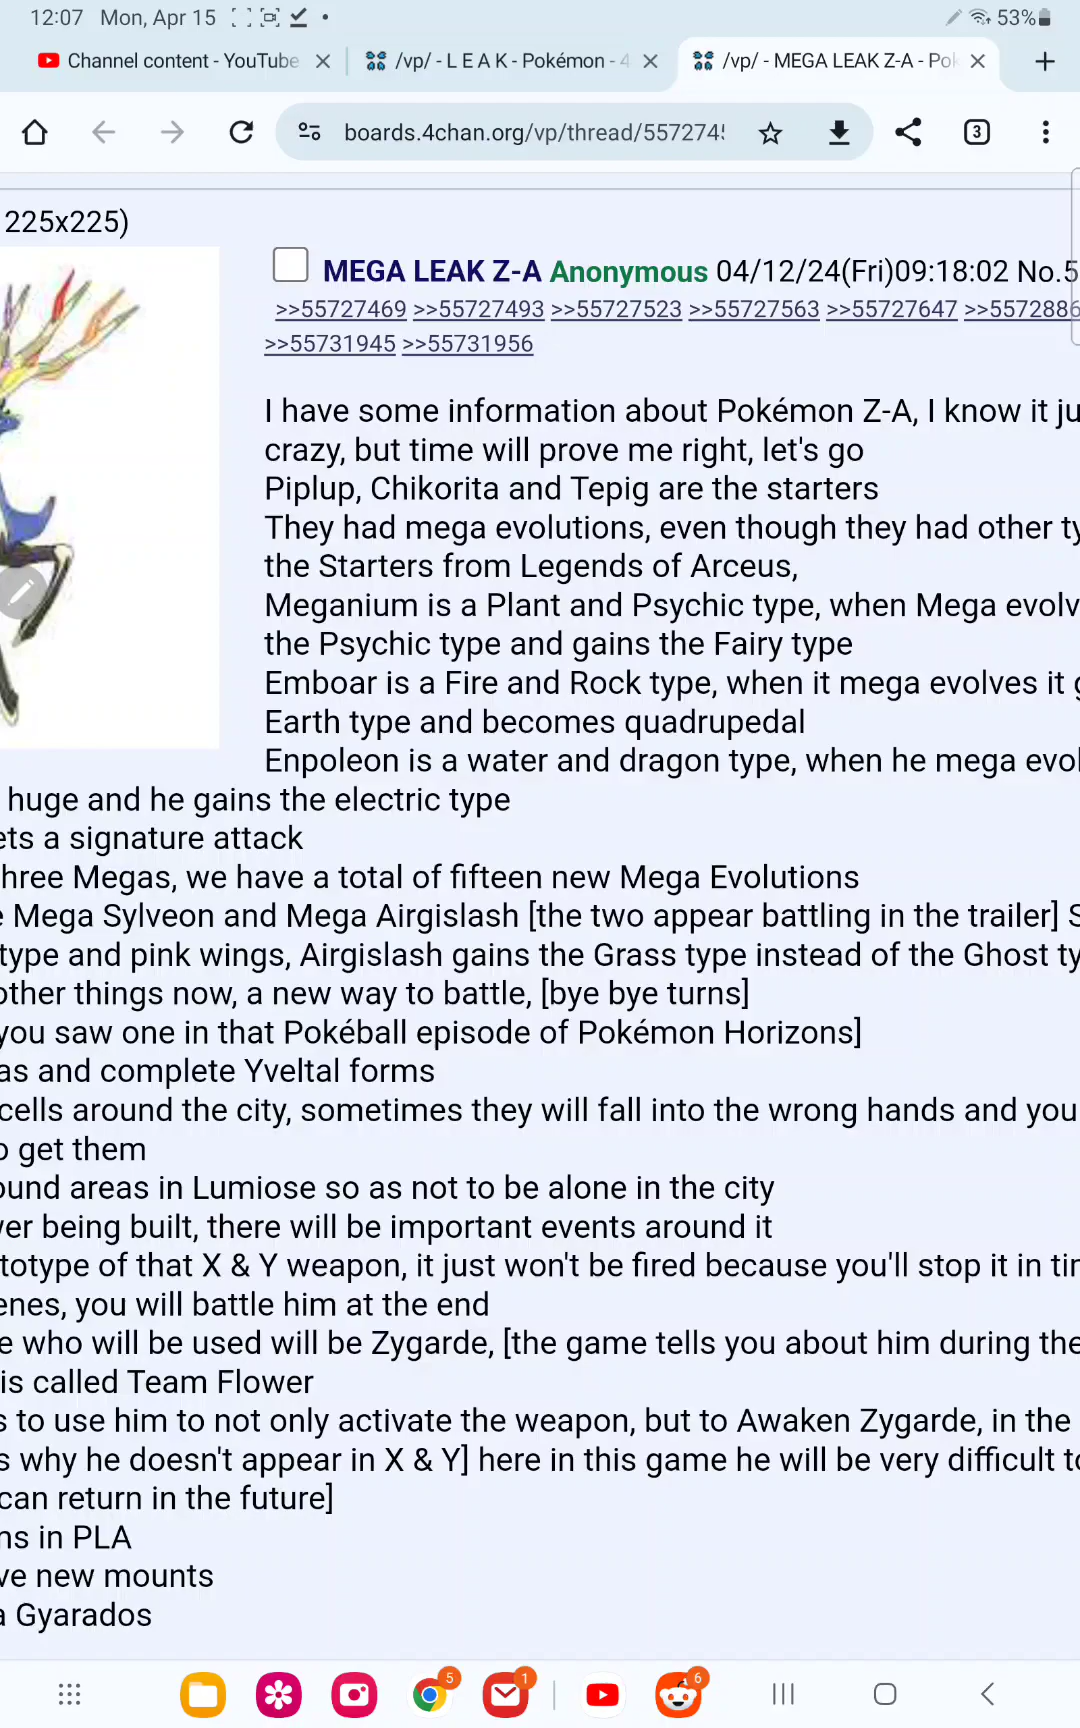 12:07 Mon, Apr 15 53%
Channel content - YouTube /vp/ - L E A K - Pokémon - 4 /vp/ - MEGA LEAK Z-A - Pok
boards.4chan.org/vp/thread/557274 3
225x225)
MEGA LEAK Z-A Anonymous 04/12/24(Fri)09:18:02 No.5
>>55727469 >>55727493 >>55727523 >>55727563 >>55727647 >>5572886
>>55731945 >>55731956
I have some information about Pokémon Z-A, I know it ju
crazy, but time will prove me right, let's go
Piplup, Chikorita and Tepig are the starters
They had mega evolutions, even though they had other ty
the Starters from Legends of Arceus,
Meganium is a Plant and Psychic type, when Mega evolv
the Psychic type and gains the Fairy type
Emboar is a Fire and Rock type, when it mega evolves it g
Earth type and becomes quadrupedal
Enpoleon is a water and dragon type, when he mega evol
huge and he gains the electric type
ets a signature attack
hree Megas, we have a total of fifteen new Mega Evolutions
e Mega Sylveon and Mega Airgislash [the two appear battling in the trailer] S
type and pink wings, Airgislash gains the Grass type instead of the Ghost ty
other things now, a new way to battle, [bye bye turns]
you saw one in that Pokéball episode of Pokémon Horizons]
as and complete Yveltal forms
cells around the city, sometimes they will fall into the wrong hands and you
o get them
ound areas in Lumiose so as not to be alone in the city
ver being built, there will be important events around it
totype of that X & Y weapon, it just won't be fired because you'll stop it in tim
enes, you will battle him at the end
e who will be used will be Zygarde, [the game tells you about him during the
is called Team Flower
s to use him to not only activate the weapon, but to Awaken Zygarde, in the
s why he doesn't appear in X & Y] here in this game he will be very difficult to
can return in the future]
ns in PLA
ve new mounts
a Gyarados
5 1 6